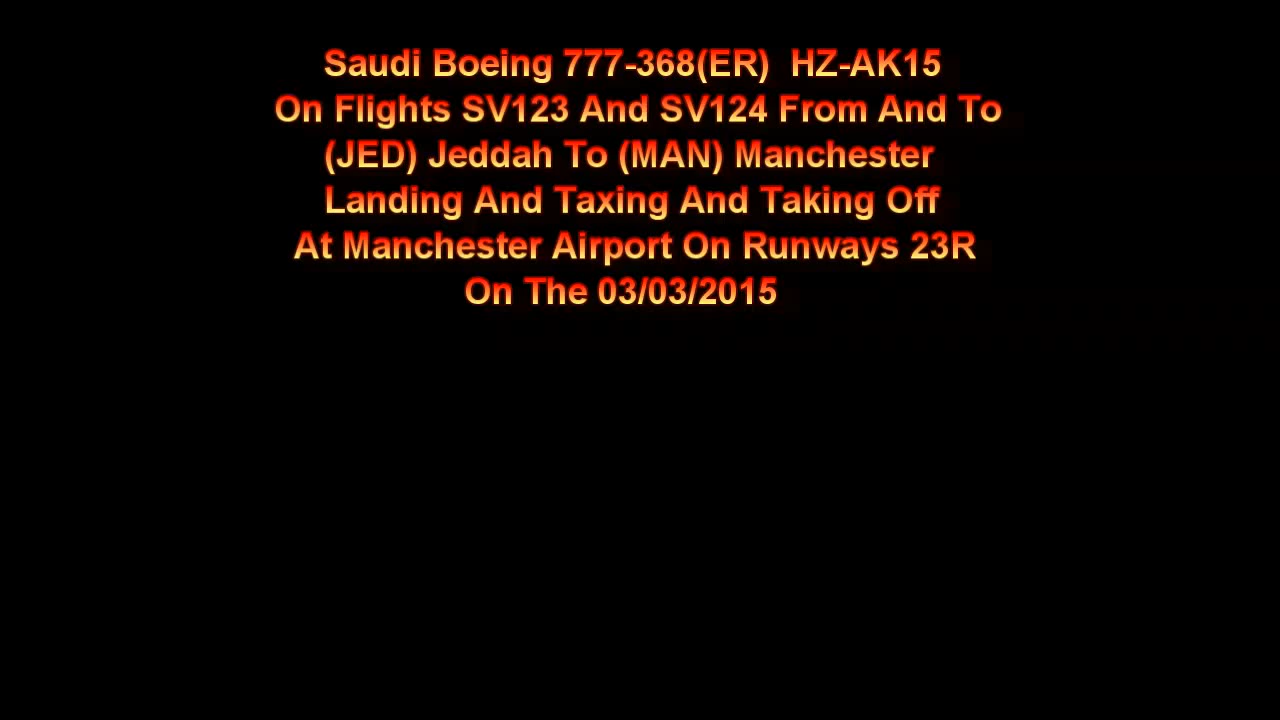 Saudi Boeing 777-368(ER)  HZ-AK15
On Flights SV123 And SV124 From And To
(JED) Jeddah To (MAN) Manchester
Landing And Taxing And Taking Off
At Manchester Airport On Runways 23R
On The 03/03/2015